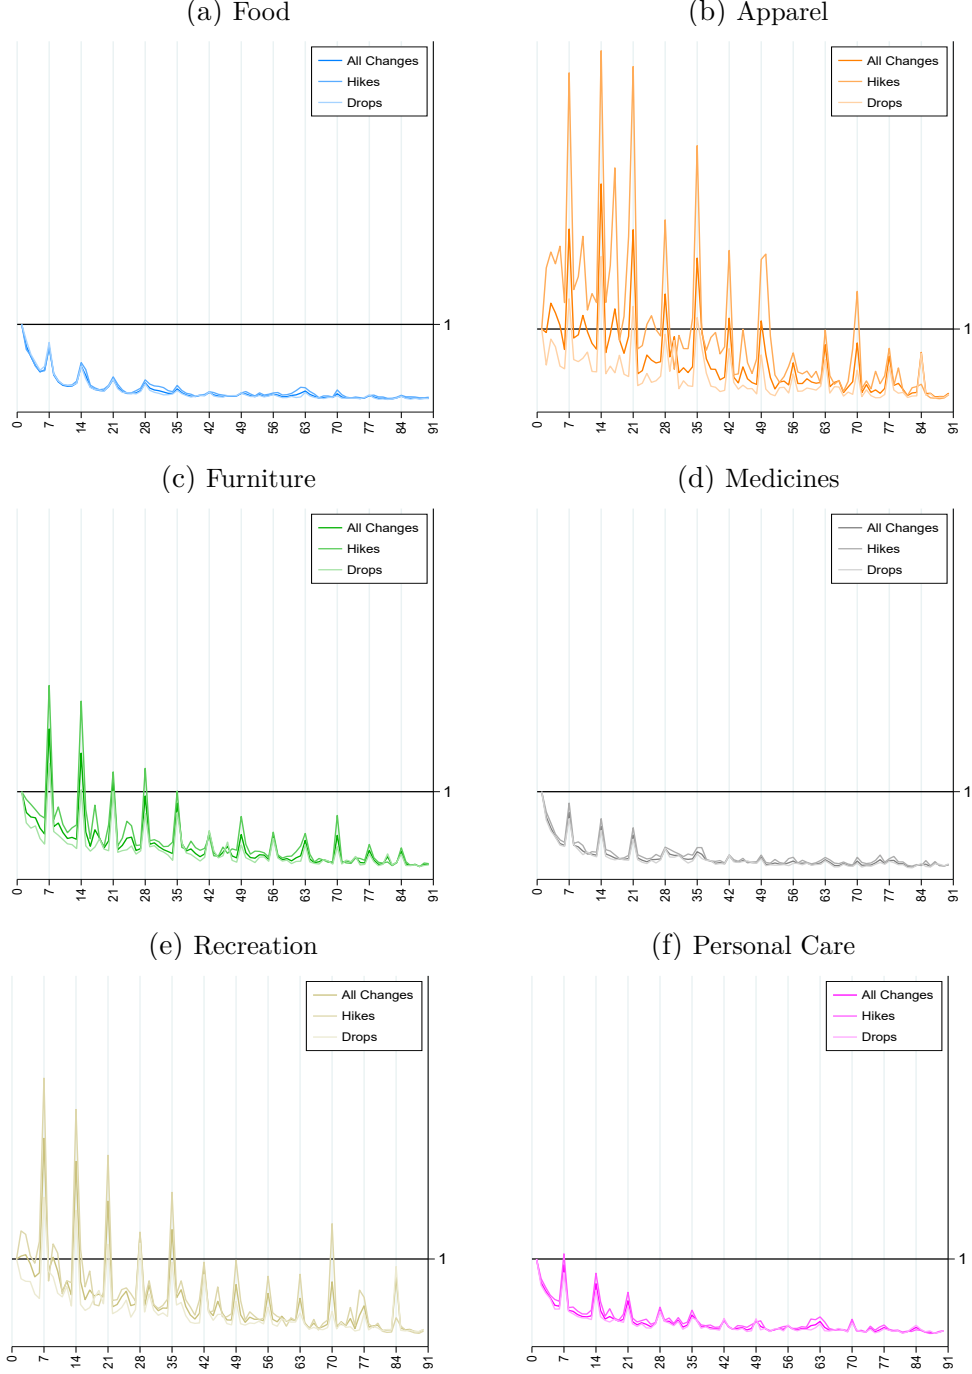 (a) Food
All Changes
Hikes
Drops
1
0 7 14 21 28 35 42 49 56 63 70 77 84 91
(b) Apparel
All Changes
Hikes
Drops
1
0 7 14 21 28 35 42 49 56 63 70 77 84 91
(c) Furniture
All Changes
Hikes
Drops
1
0 7 14 21 28 35 42 49 56 63 70 77 84 91
(d) Medicines
All Changes
Hikes
Drops
1
0 7 14 21 28 35 42 49 56 63 70 77 84 91
(e) Recreation
All Changes
Hikes
Drops
1
0 7 14 21 28 35 42 49 56 63 70 77 84 91
(f) Personal Care
All Changes
Hikes
Drops
1
0 7 14 21 28 35 42 49 56 63 70 77 84 91